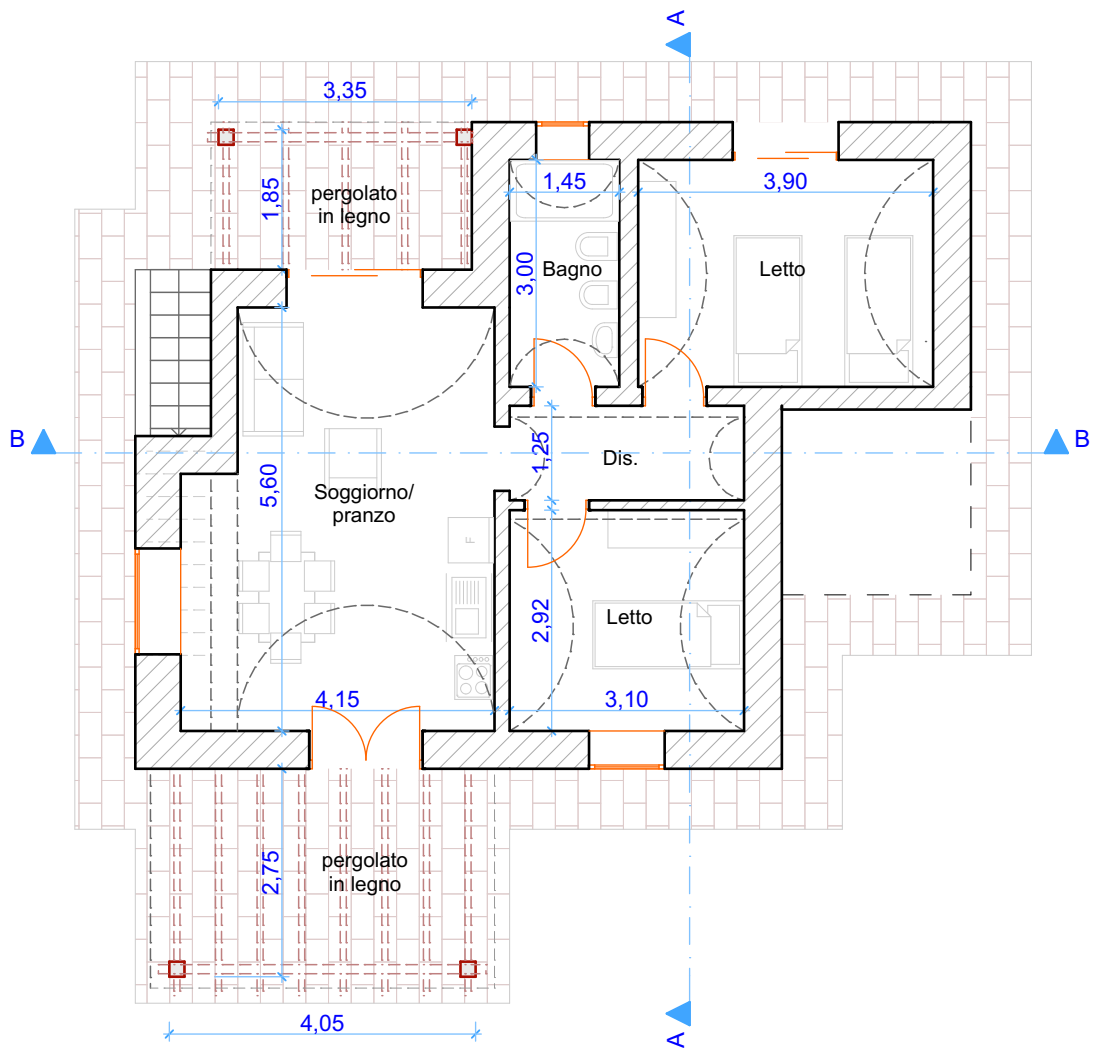 A
3,35
1,85
pergolato
in legno
1,45
3,90
3,00
Bagno
Letto
B
B
5,60
1,25
Dis.
Soggiorno/
pranzo
F
2,92
Letto
4,15
3,10
2,75
pergolato
in legno
4,05
A